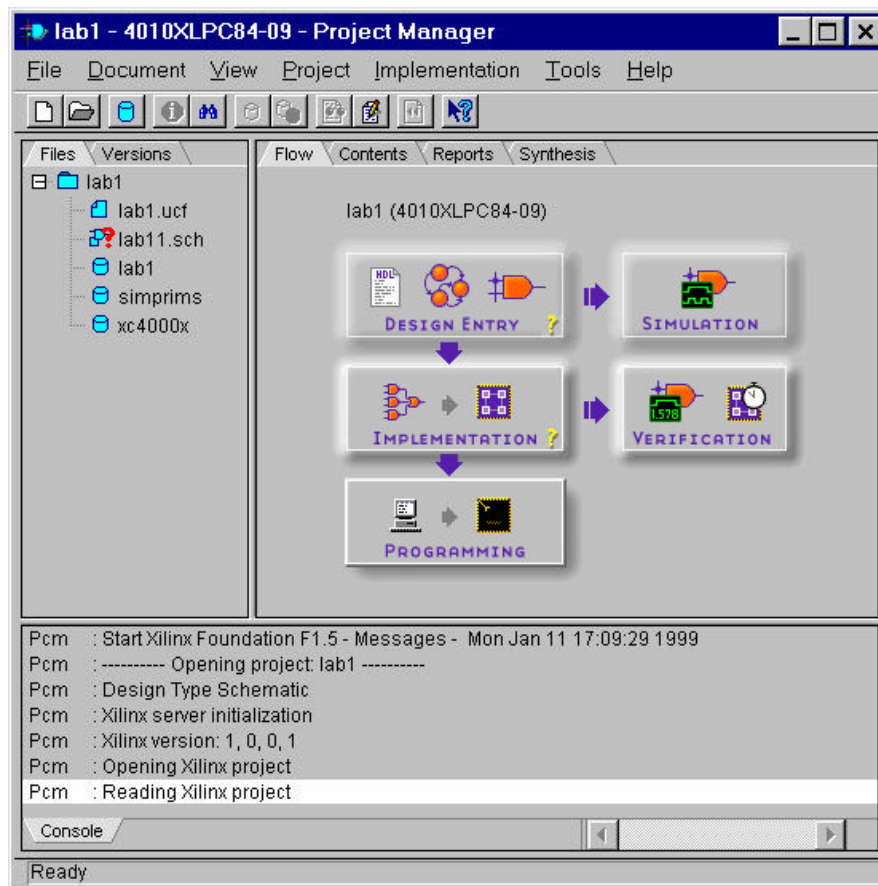 lab1 - 4010XLPC84-09 - Project Manager
File Document View Project Implementation Tools Help
Files Versions
Flow Contents Reports Synthesis
lab1
lab1.ucf
lab11.sch
lab1
simprims
xc4000x
lab1 (4010XLPC84-09)
HDL
DESIGN ENTRY ?
SIMULATION
IMPLEMENTATION ?
1.578
VERIFICATION
PROGRAMMING
Pcm : Start Xilinx Foundation F1.5 - Messages - Mon Jan 11 17:09:29 1999
Pcm : ---------- Opening project: lab1 ----------
Pcm : Design Type Schematic
Pcm : Xilinx server initialization
Pcm : Xilinx version: 1, 0, 0, 1
Pcm : Opening Xilinx project
Pcm : Reading Xilinx project
Console
Ready